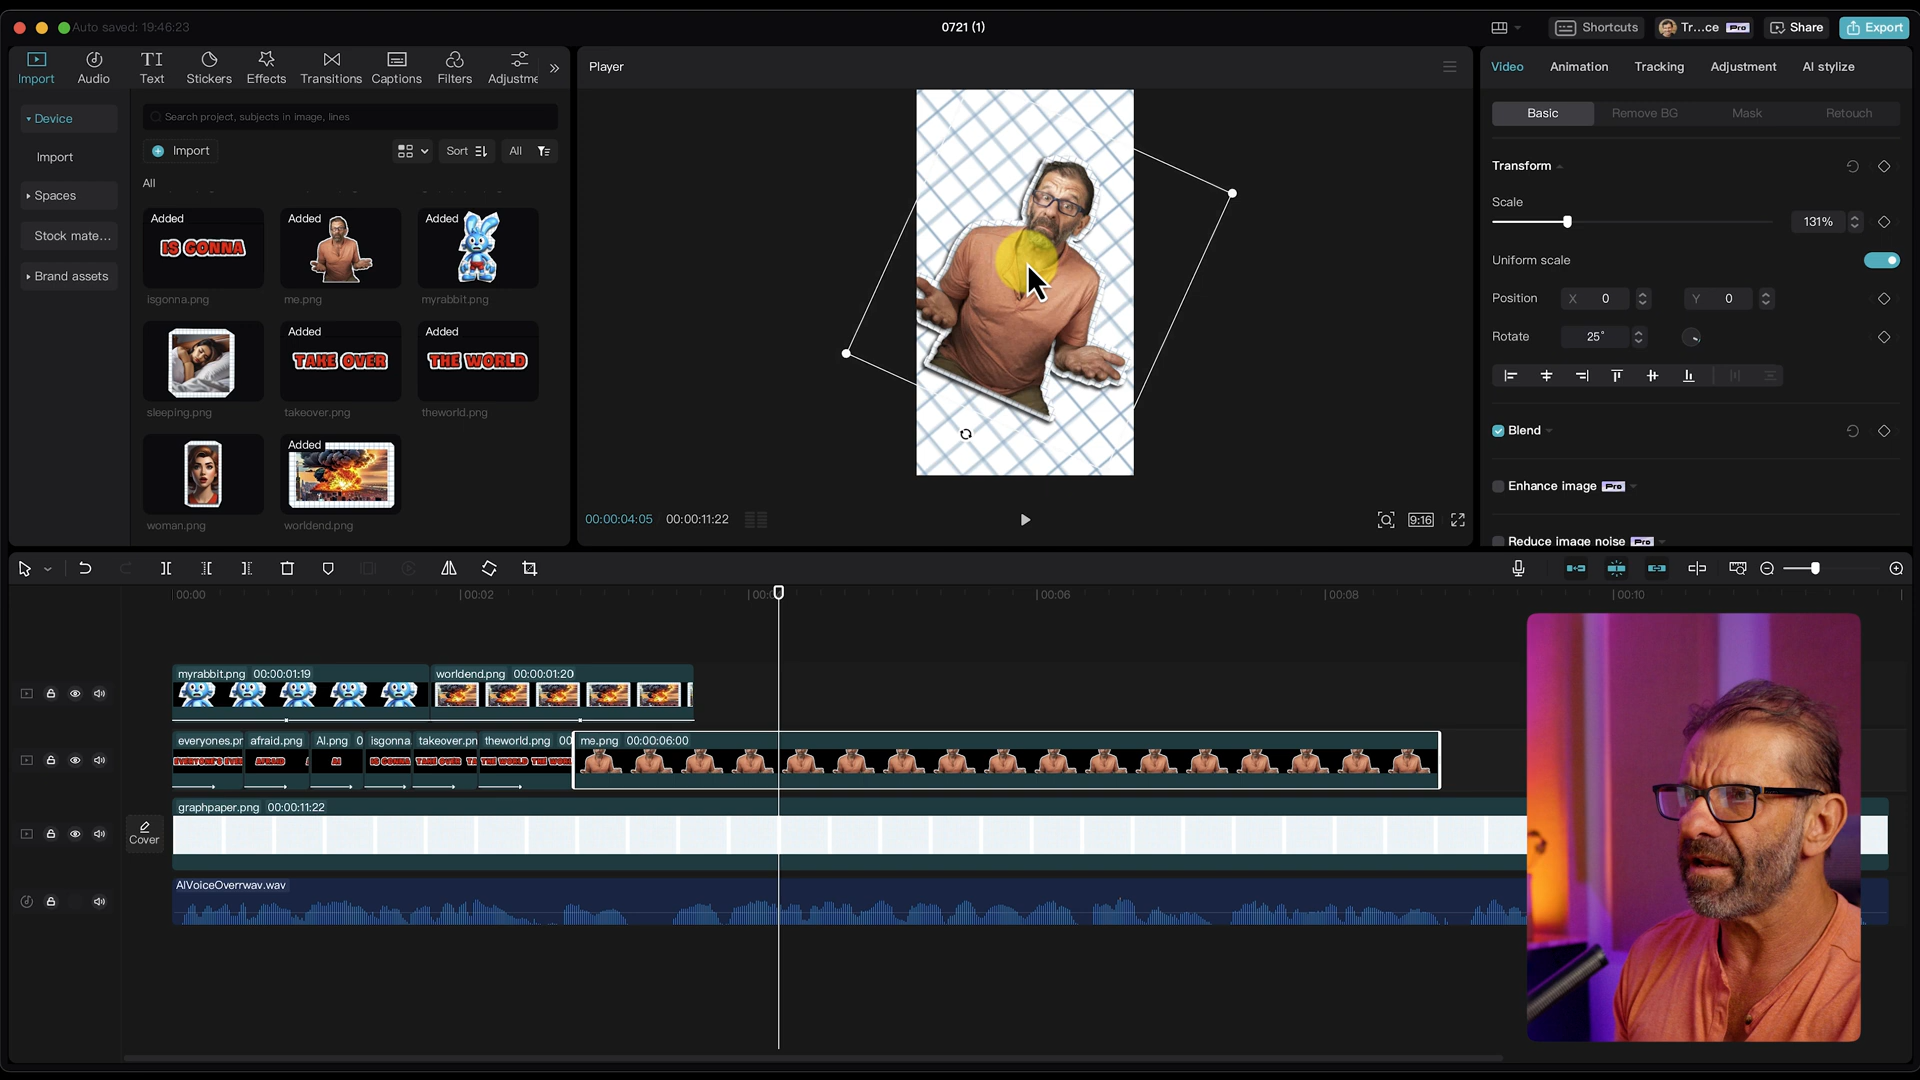 Auto saved: 19:46:23
0721 (1)
Shortcuts
Tr...ce
Pro
Share
Export
Import
Audio
TI
Text
Stickers
Effects
Transitions
Captions
Filters
Adjustme
Device
Import
Spaces
Stock mate...
Brand assets
Search project, subjects in image, lines
Import
Sort
All
All
Added
IS GONNA
isgonna.png
Added
me.png
Added
myrabbit.png
sleeping.png
Added
TAKE OVER
takeover.png
Added
THE WORLD
theworld.png
woman.png
Added
worldend.png
Player
00:00:04:05
00:00:11:22
9:16
Video
Animation
Tracking
Adjustment
AI stylize
Basic
Remove BG
Mask
Retouch
Transform
Scale
131%
Uniform scale
Position
X 0
Y 0
Rotate
25°
Blend
Enhance image Pro
Reduce image noise Pro
00:00
00:02
00:06
00:08
00:10
myrabbit.png 00:00:01:19
worldend.png 00:00:01:20
everyones.pr
afraid.png
AI.png 0
isgonna
takeover.pn
theworld.png 00
me.png 00:00:06:00
AFRAID
AI
IS GONNA
TAKE OVER
THE WORLD
graphpaper.png 00:00:11:22
Cover
AIVoiceOverrwav.wav